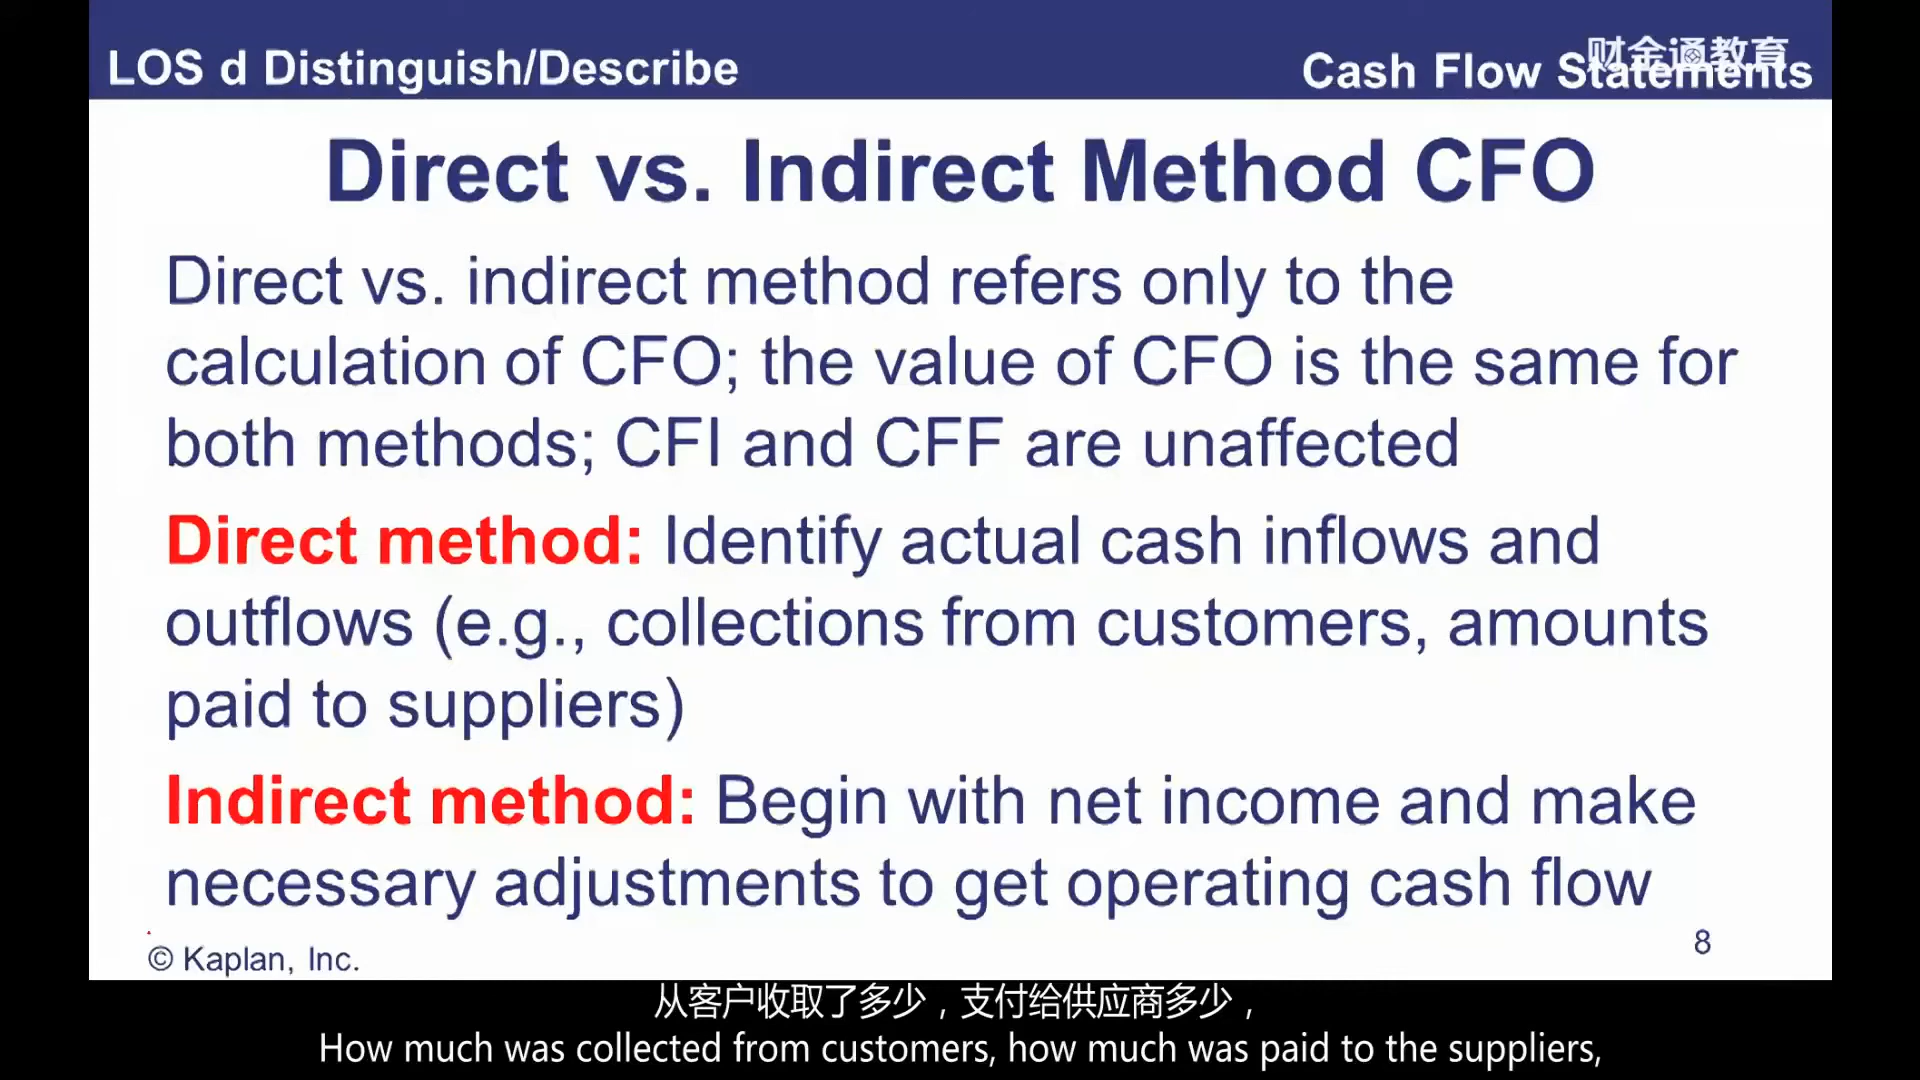 LOS d Distinguish/Describe
Cash Flow Statements
财金通教育
Direct vs. Indirect Method CFO
Direct vs. indirect method refers only to the
calculation of CFO; the value of CFO is the same for
both methods; CFI and CFF are unaffected
Direct method: Identify actual cash inflows and
outflows (e.g., collections from customers, amounts
paid to suppliers)
Indirect method: Begin with net income and make
necessary adjustments to get operating cash flow
© Kaplan, Inc.
8
从客户收取了多少，支付给供应商多少，
How much was collected from customers, how much was paid to the suppliers,